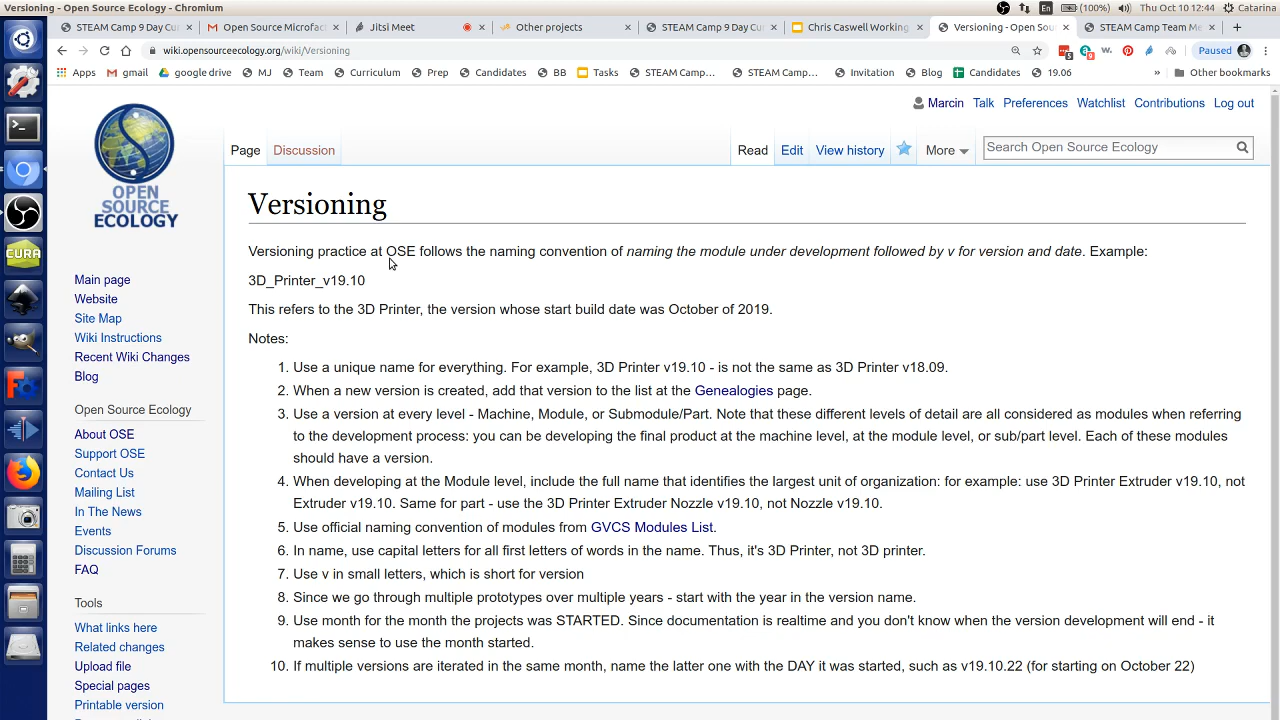 Versioning - Open Source Ecology - Chromium
En (100%) Thu Oct 10 12:44 Catarina
STEAM Camp 9 Day Cur
Open Source Microfac
Jitsi Meet
Other projects
STEAM Camp 9 Day Cu
Chris Caswell Working
Versioning - Open Sour
STEAM Camp Team Me
wiki.opensourceecology.org/wiki/Versioning
Paused
Apps gmail google drive MJ Team Curriculum Prep Candidates BB Tasks STEAM Camp... STEAM Camp... Invitation Blog Candidates 19.06 » Other bookmarks
Marcin Talk Preferences Watchlist Contributions Log out
Page Discussion Read Edit View history More Search Open Source Ecology
OPEN
SOURCE
ECOLOGY
CURA
Main page
Website
Site Map
Wiki Instructions
Recent Wiki Changes
Blog
Open Source Ecology
About OSE
Support OSE
Contact Us
Mailing List
In The News
Events
Discussion Forums
FAQ
Tools
What links here
Related changes
Upload file
Special pages
Printable version
Versioning
Versioning practice at OSE follows the naming convention of naming the module under development followed by v for version and date. Example:
3D_Printer_v19.10
This refers to the 3D Printer, the version whose start build date was October of 2019.
Notes:
1. Use a unique name for everything. For example, 3D Printer v19.10 - is not the same as 3D Printer v18.09.
2. When a new version is created, add that version to the list at the Genealogies page.
3. Use a version at every level - Machine, Module, or Submodule/Part. Note that these different levels of detail are all considered as modules when referring
to the development process: you can be developing the final product at the machine level, at the module level, or sub/part level. Each of these modules
should have a version.
4. When developing at the Module level, include the full name that identifies the largest unit of organization: for example: use 3D Printer Extruder v19.10, not
Extruder v19.10. Same for part - use the 3D Printer Extruder Nozzle v19.10, not Nozzle v19.10.
5. Use official naming convention of modules from GVCS Modules List.
6. In name, use capital letters for all first letters of words in the name. Thus, it's 3D Printer, not 3D printer.
7. Use v in small letters, which is short for version
8. Since we go through multiple prototypes over multiple years - start with the year in the version name.
9. Use month for the month the projects was STARTED. Since documentation is realtime and you don't know when the version development will end - it
makes sense to use the month started.
10. If multiple versions are iterated in the same month, name the latter one with the DAY it was started, such as v19.10.22 (for starting on October 22)